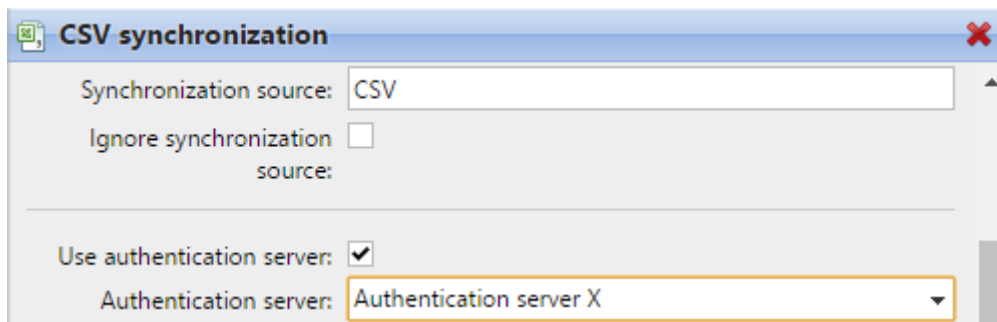 CSV synchronization
Synchronization source: CSV
Ignore synchronization
source:
Use authentication server:
Authentication server: Authentication server X